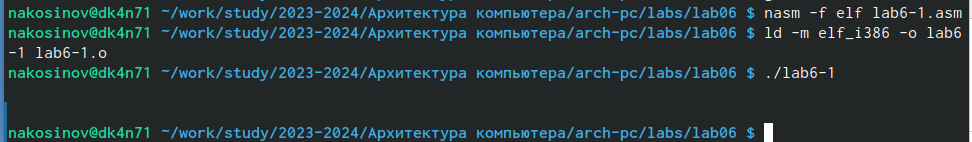 nakosinov@dk4n71 ~/work/study/2023-2024/Архитектура компьютера/arch-pc/labs/lab06 $ nasm -f elf lab6-1.asm
nakosinov@dk4n71 ~/work/study/2023-2024/Архитектура компьютера/arch-pc/labs/lab06 $ ld -m elf_i386 -o lab6
-1 lab6-1.o
nakosinov@dk4n71 ~/work/study/2023-2024/Архитектура компьютера/arch-pc/labs/lab06 $ ./lab6-1
nakosinov@dk4n71 ~/work/study/2023-2024/Архитектура компьютера/arch-pc/labs/lab06 $